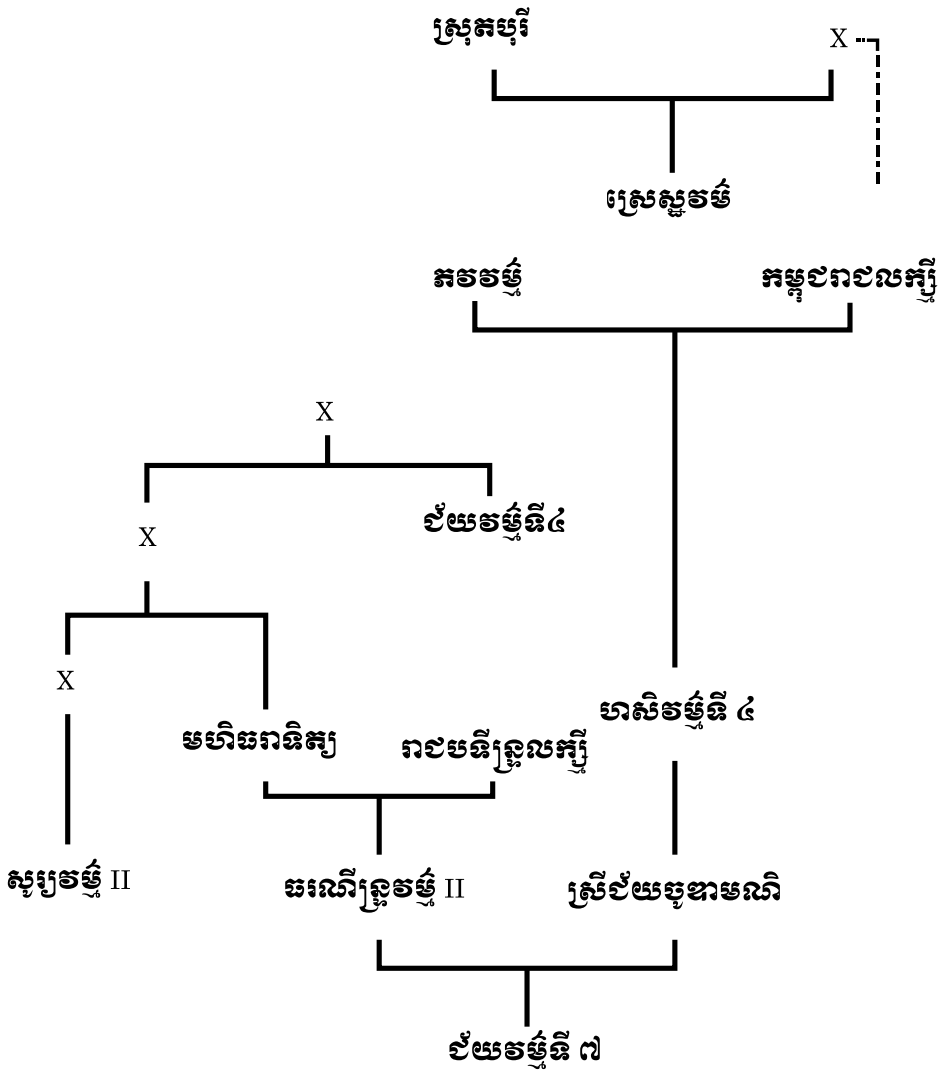 ស្រុតបុរី
X
ស្រេស្ឋវម៌
ភវវម៌្ម
កម្ពុជរាជលក្ស្មី
X
ជ័យវម៌្មទី៤
X
X
ហសិវម៌្មទី ៤
មហិធរាទិត្យ
រាជបទីន្ទ្រលក្ស្មី
សូរ្យវម៌្ម II
ធរណីន្ទ្រវម៌្ម II
ស្រីជ័យចូឌាមណិ
ជ័យវម៌្មទី ៧